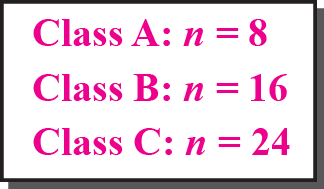 Class A: n = 8
Class B: n = 16
Class C: n = 24